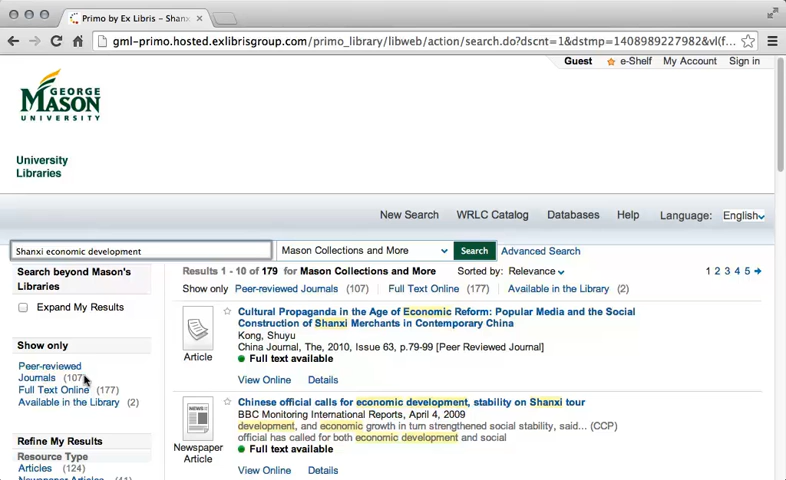 Primo by Ex Libris – Shanx
gml-primo.hosted.exlibrisgroup.com/primo_library/libweb/action/search.do?dscnt=1&dstmp=1408989227982&vl(f...
Guest e-Shelf My Account Sign in
GEORGE
MASON
UNIVERSITY
University
Libraries
New Search WRLC Catalog Databases Help Language: English
Shanxi economic development Mason Collections and More Search Advanced Search
Search beyond Mason's
Libraries
Expand My Results
Show only
Peer-reviewed
Journals (107)
Full Text Online (177)
Available in the Library (2)
Refine My Results
Resource Type
Articles (124)
Newspaper Articles (41)
Results 1 - 10 of 179 for Mason Collections and More Sorted by: Relevance 1 2 3 4 5
Show only Peer-reviewed Journals (107) Full Text Online (177) Available in the Library (2)
Article
Cultural Propaganda in the Age of Economic Reform: Popular Media and the Social
Construction of Shanxi Merchants in Contemporary China
Kong, Shuyu
China Journal, The, 2010, Issue 63, p.79-99 [Peer Reviewed Journal]
Full text available
View Online Details
Newspaper
Article
Chinese official calls for economic development, stability on Shanxi tour
BBC Monitoring International Reports, April 4, 2009
development, and economic growth in turn strengthened social stability, said... (CCP)
official has called for both economic development and social
Full text available
View Online Details